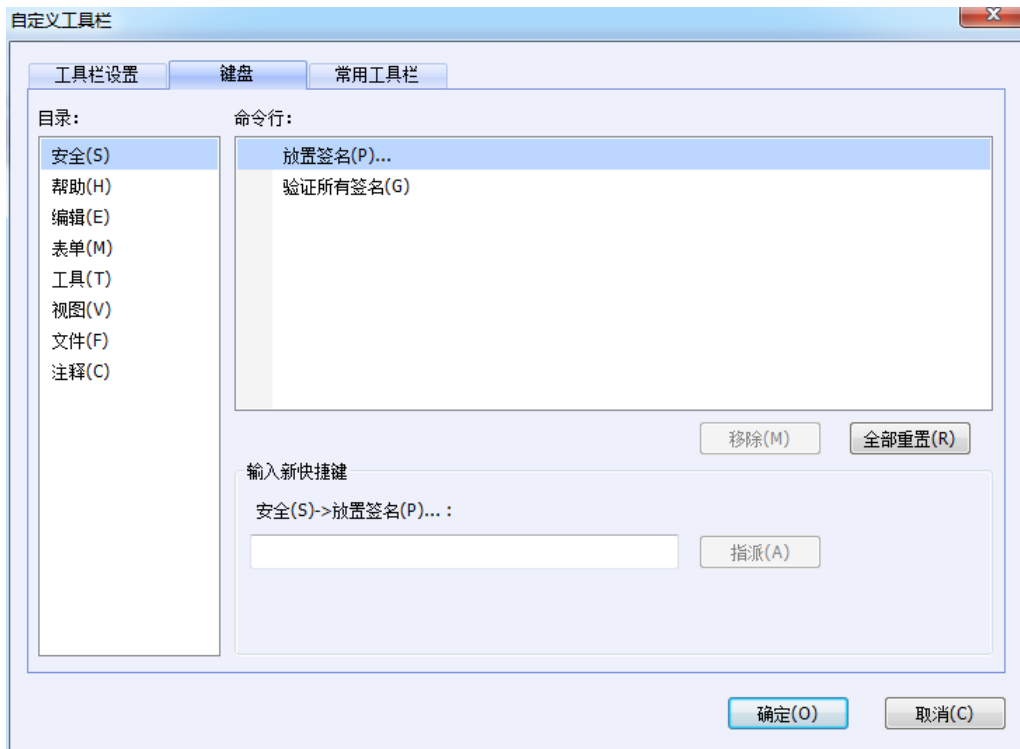 自定义工具栏
工具栏设置 键盘 常用工具栏
目录: 命令行:
安全(S) 放置签名(P)...
帮助(H) 验证所有签名(G)
编辑(E)
表单(M)
工具(T)
视图(V)
文件(F)
注释(C)
移除(M) 全部重置(R)
输入新快捷键
安全(S)->放置签名(P)... :
指派(A)
确定(O) 取消(C)